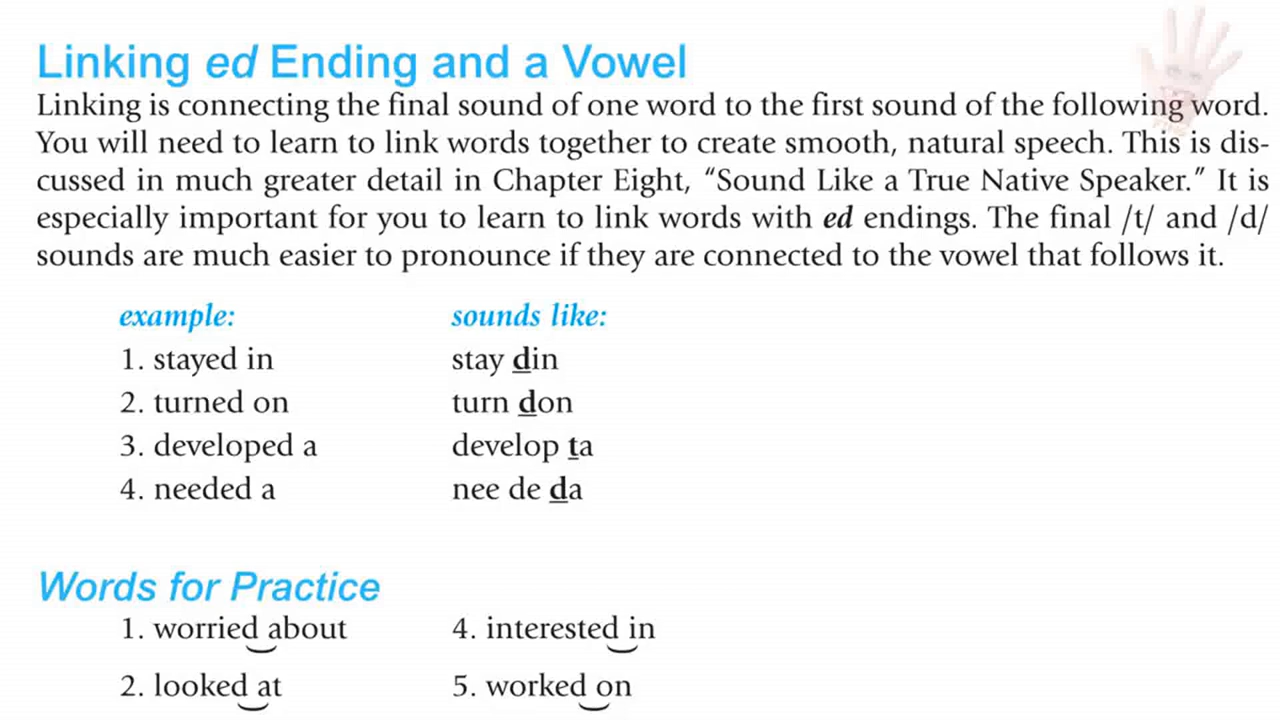 Linking ed Ending and a Vowel
Linking is connecting the final sound of one word to the first sound of the following word.
You will need to learn to link words together to create smooth, natural speech. This is dis-
cussed in much greater detail in Chapter Eight, “Sound Like a True Native Speaker.” It is
especially important for you to learn to link words with ed endings. The final /t/ and /d/
sounds are much easier to pronounce if they are connected to the vowel that follows it.
example: sounds like:
1. stayed in stay din
2. turned on turn don
3. developed a develop ta
4. needed a nee de da
Words for Practice
1. worried about 4. interested in
2. looked at 5. worked on